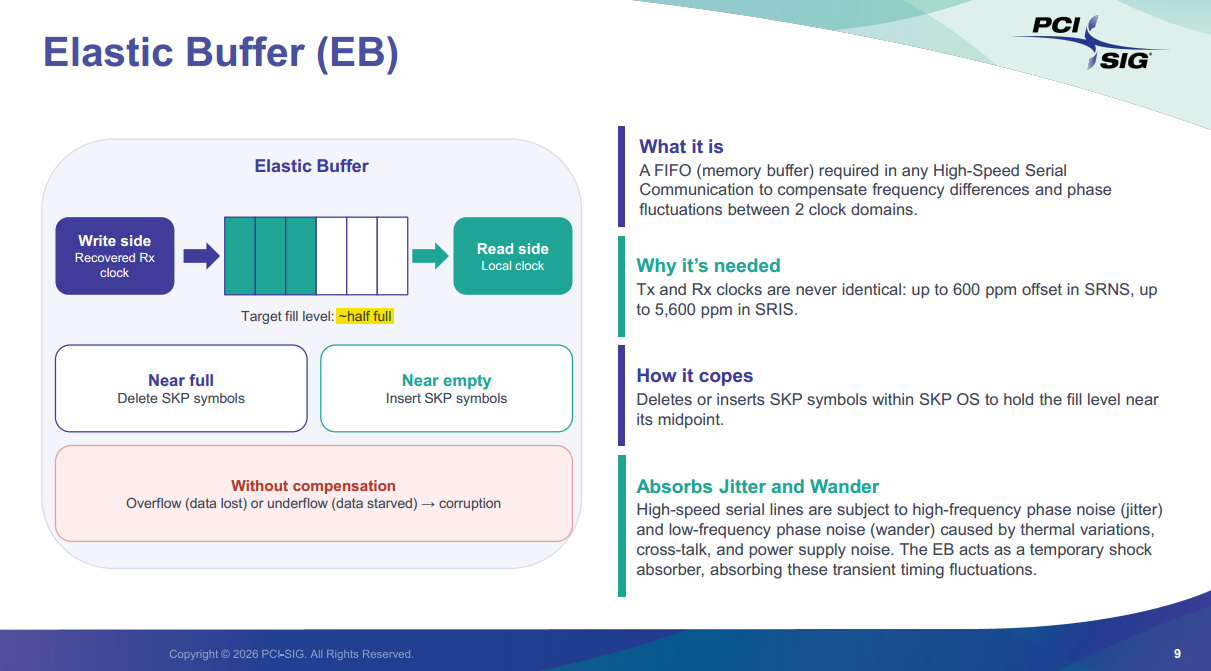 Elastic Buffer (EB)
PCI
SIG
Elastic Buffer
Write side
Recovered Rx
clock
Read side
Local clock
Target fill level: ~half full
Near full
Delete SKP symbols
Near empty
Insert SKP symbols
Without compensation
Overflow (data lost) or underflow (data starved) → corruption
What it is
A FIFO (memory buffer) required in any High-Speed Serial
Communication to compensate frequency differences and phase
fluctuations between 2 clock domains.
Why it’s needed
Tx and Rx clocks are never identical: up to 600 ppm offset in SRNS, up
to 5,600 ppm in SRIS.
How it copes
Deletes or inserts SKP symbols within SKP OS to hold the fill level near
its midpoint.
Absorbs Jitter and Wander
High-speed serial lines are subject to high-frequency phase noise (jitter)
and low-frequency phase noise (wander) caused by thermal variations,
cross-talk, and power supply noise. The EB acts as a temporary shock
absorber, absorbing these transient timing fluctuations.
Copyright © 2026 PCI-SIG. All Rights Reserved.
9